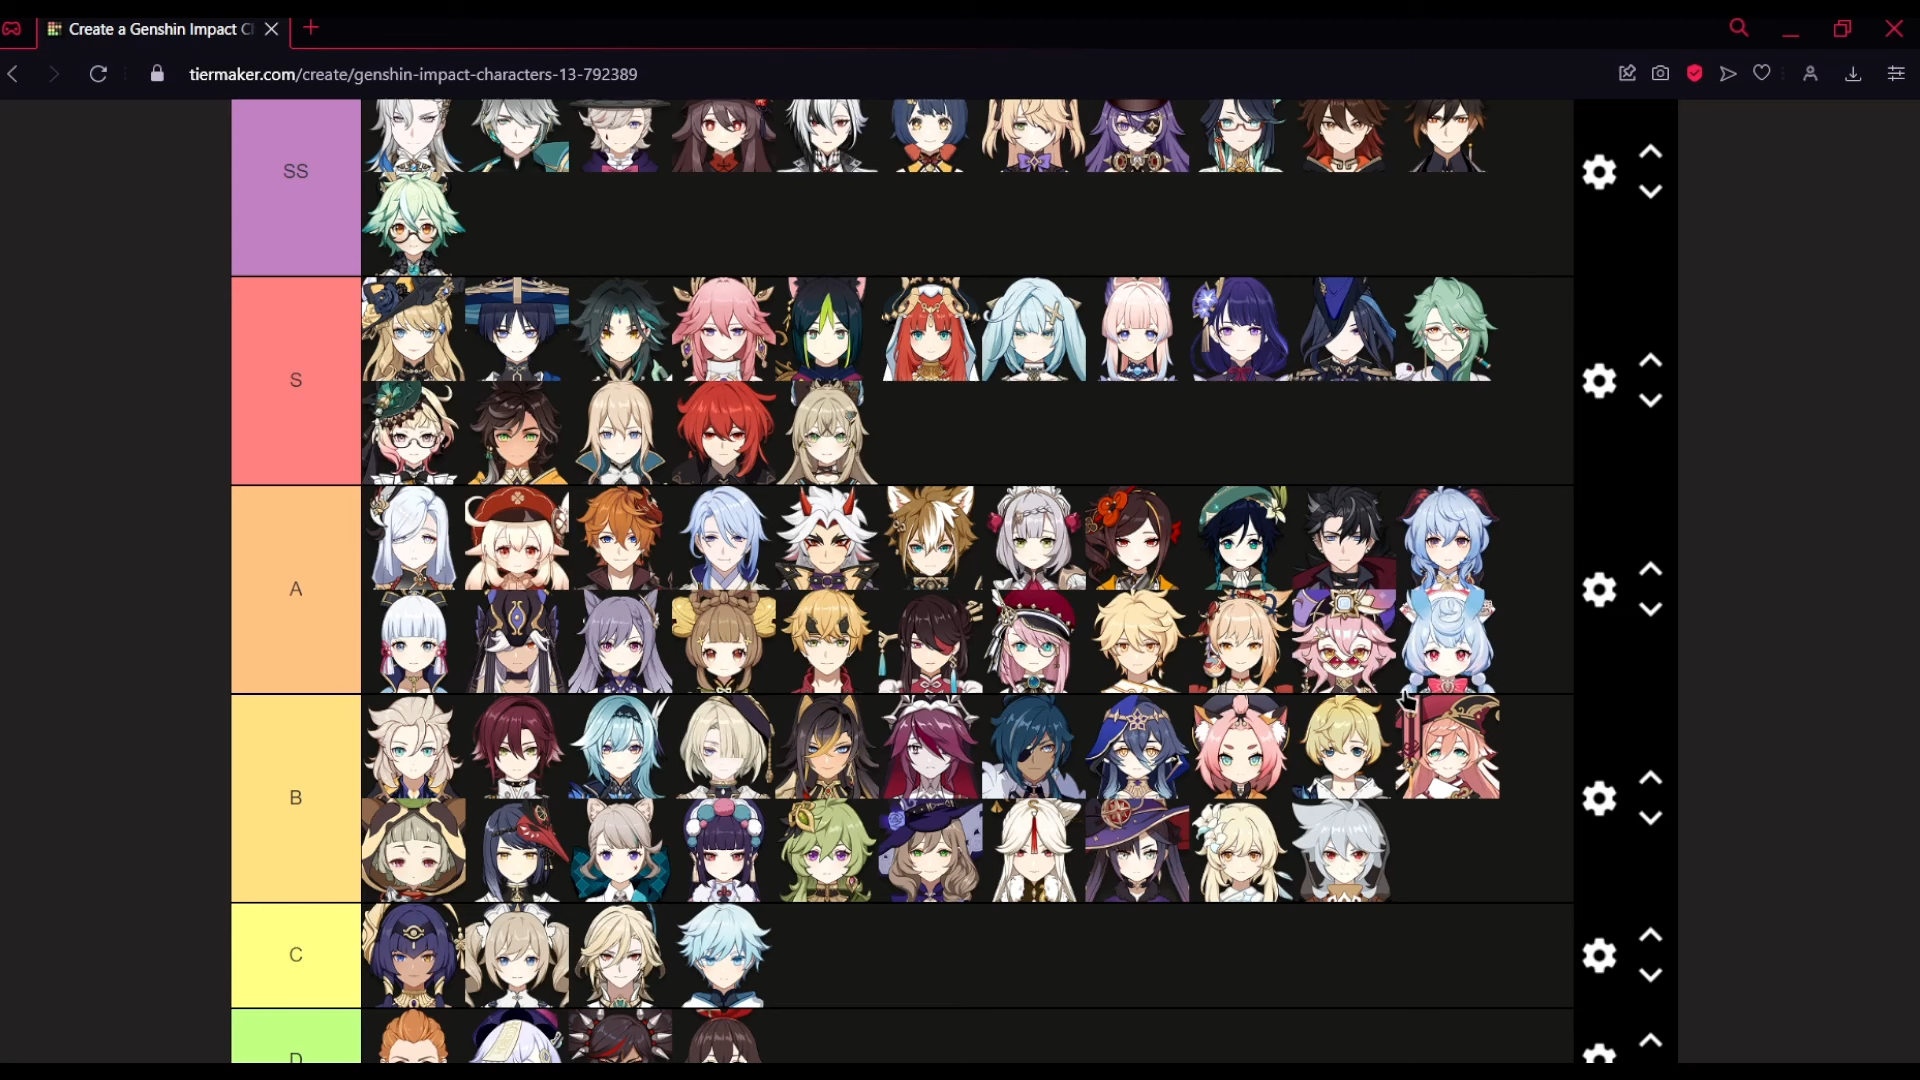 Create a Genshin Impact C
tiermaker.com/create/genshin-impact-characters-13-792389
SS
S
A
B
C
D